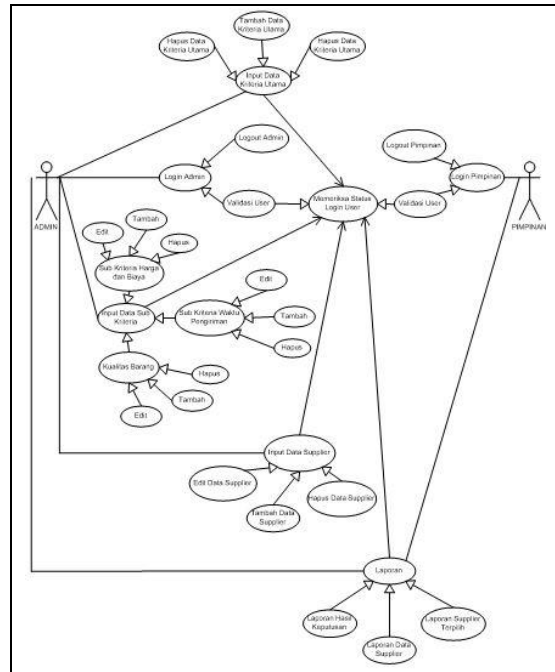 Tambah Data
Kriteria Utama
Hapus Data
Kriteria Utama
Hapus Data
Kriteria Utama
Input Data
Kriteria Utama
Logout Admin
Logout Pimpinan
Login Admin
Login Pimpinan
Validasi User
Memeriksa Status
Login User
Validasi User
ADMIN
PIMPINAN
Tambah
Edit
Hapus
Sub Kriteria Harga
dan Biaya
Edit
Input Data Sub
Kriteria
Sub Kriteria Waktu
Pengiriman
Tambah
Hapus
Kualitas Barang
Hapus
Tambah
Edit
Input Data Supplier
Edit Data Supplier
Hapus Data Supplier
Tambah Data
Supplier
Laporan
Laporan Hasil
Keputusan
Laporan Supplier
Terpilih
Laporan Data
Supplier